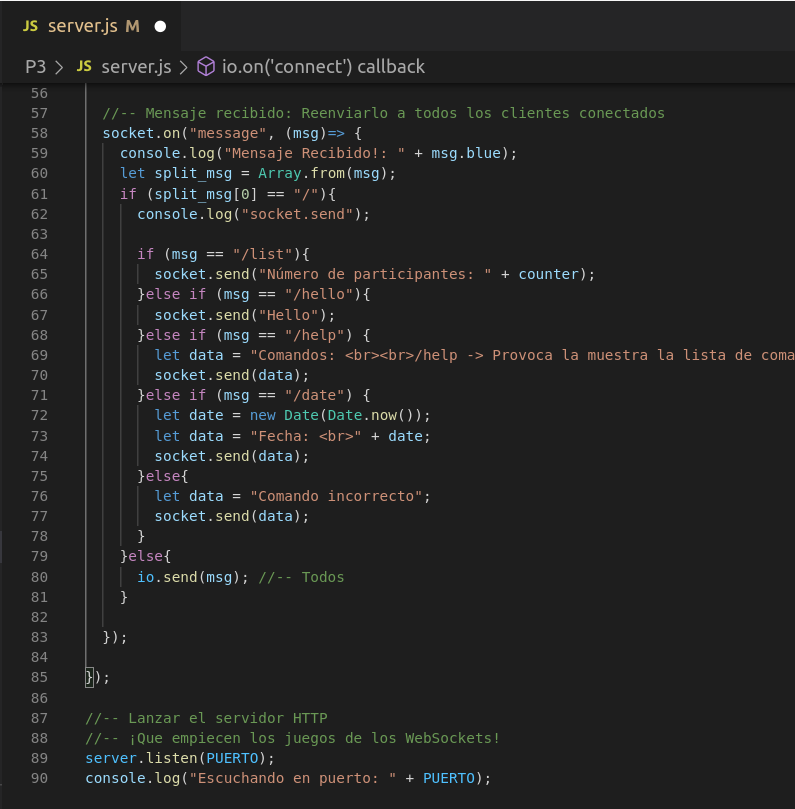 JS server.js M
P3 > JS server.js > io.on('connect') callback
56
57 //-- Mensaje recibido: Reenviarlo a todos los clientes conectados
58 socket.on("message", (msg)=> {
59 console.log("Mensaje Recibido!: " + msg.blue);
60 let split_msg = Array.from(msg);
61 if (split_msg[0] == "/"){
62 console.log("socket.send");
63
64 if (msg == "/list"){
65 socket.send("Número de participantes: " + counter);
66 }else if (msg == "/hello"){
67 socket.send("Hello");
68 }else if (msg == "/help") {
69 let data = "Comandos: <br><br>/help -> Provoca la muestra la lista de coma
70 socket.send(data);
71 }else if (msg == "/date") {
72 let date = new Date(Date.now());
73 let data = "Fecha: <br>" + date;
74 socket.send(data);
75 }else{
76 let data = "Comando incorrecto";
77 socket.send(data);
78 }
79 }else{
80 io.send(msg); //-- Todos
81 }
82
83 });
84
85 });
86
87 //-- Lanzar el servidor HTTP
88 //-- ¡Que empiecen los juegos de los WebSockets!
89 server.listen(PUERTO);
90 console.log("Escuchando en puerto: " + PUERTO);